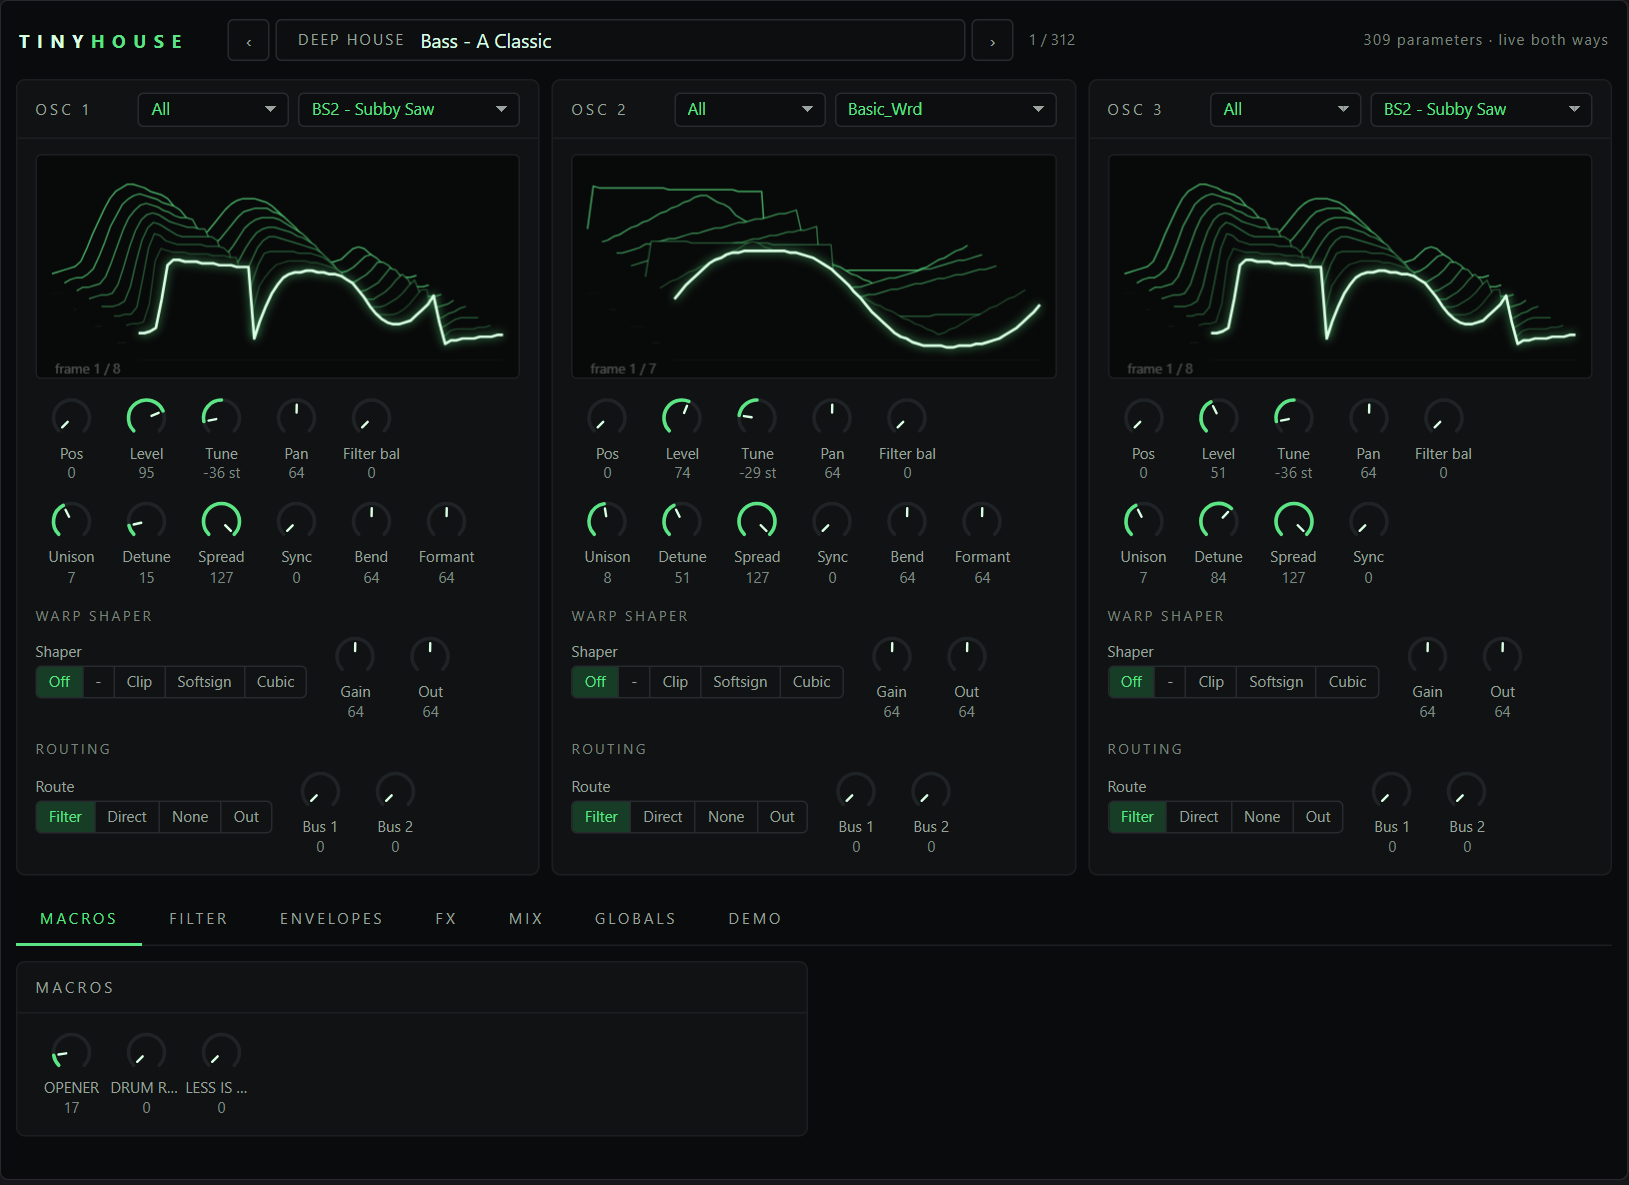 TINYHOUSE ‹ DEEP HOUSE Bass - A Classic › 1 / 312 309 parameters · live both ways
OSC 1 All BS2 - Subby Saw
frame 1 / 8
Pos Level Tune Pan Filter bal
0 95 -36 st 64 0
Unison Detune Spread Sync Bend Formant
7 15 127 0 64 64
WARP SHAPER
Shaper
Off - Clip Softsign Cubic
Gain Out
64 64
ROUTING
Route
Filter Direct None Out
Bus 1 Bus 2
0 0
OSC 2 All Basic_Wrd
frame 1 / 7
Pos Level Tune Pan Filter bal
0 74 -29 st 64 0
Unison Detune Spread Sync Bend Formant
8 51 127 0 64 64
WARP SHAPER
Shaper
Off - Clip Softsign Cubic
Gain Out
64 64
ROUTING
Route
Filter Direct None Out
Bus 1 Bus 2
0 0
OSC 3 All BS2 - Subby Saw
frame 1 / 8
Pos Level Tune Pan Filter bal
0 51 -36 st 64 0
Unison Detune Spread Sync
7 84 127 0
WARP SHAPER
Shaper
Off - Clip Softsign Cubic
Gain Out
64 64
ROUTING
Route
Filter Direct None Out
Bus 1 Bus 2
0 0
MACROS FILTER ENVELOPES FX MIX GLOBALS DEMO
MACROS
OPENER DRUM R... LESS IS ...
17 0 0